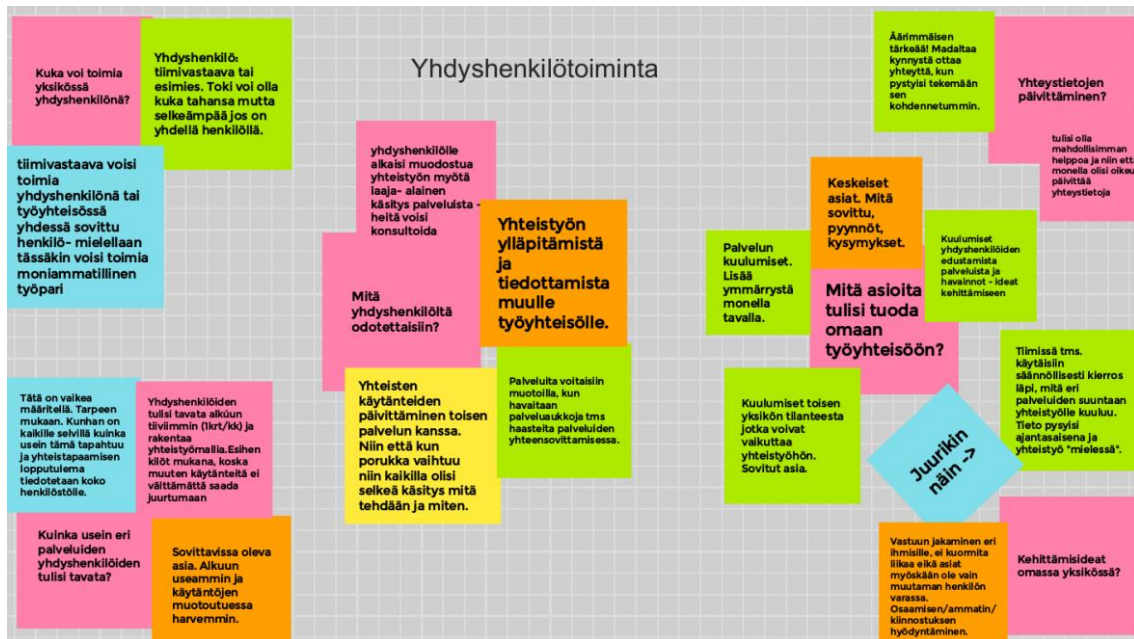 Yhdyshenkilötoiminta
Kuka voi toimia
yksikössä
yhdyshenkilönä?
Yhdyshenkilö:
tiimivastaava tai
esimies. Toki voi olla
kuka tahansa mutta
selkeämpää jos on
yhdellä henkilöllä.
tiimivastaava voisi
toimia
yhdyshenkilönä tai
työyhteisössä
yhdessä sovittu
henkilö- mielellaan
tässäkin voisi toimia
moniammatillinen
työpari
yhdyshenkilölle
alkaisi muodostua
yhteistyön myötä
laaja- alainen
käsitys palveluista -
heitä voisi
konsultoida
Mitä
yhdyshenkilöltä
odotettaisiin?
Yhteistyön
ylläpitämistä
ja
tiedottamista
muulle
työyhteisölle.
Yhteisten
käytänteiden
päivittäminen toisen
palvelun kanssa.
Niin että kun
porukka vaihtuu
niin kaikilla olisi
selkeä käsitys mitä
tehdään ja miten.
Palveluita voitaisiin
muotoilla, kun
havaitaan
palveluaukkoja tms
haasteita palveluiden
yhteensovittamisessa.
Tätä on vaikea
määritellä. Tarpeen
mukaan. Kunhan on
kaikille selvillä kuinka
usein tämä tapahtuu
ja yhteistapaamisen
lopputulema
tiedotetaan koko
henkilöstölle.
Yhdyshenkilöiden
tulisi tavata alkuun
tiiviimmin (1krt/kk) ja
rakentaa
yhteistyömallia.Esihen
kilöt mukana, koska
muuten käytänteitä ei
välttämättä saada
juurtumaan
Kuinka usein eri
palveluiden
yhdyshenkilöiden
tulisi tavata?
Sovittavissa oleva
asia. Alkuun
useammin ja
käytäntöjen
muotoutuessa
harvemmin.
Äärimmäisen
tärkeää! Madaltaa
kynnystä ottaa
yhteyttä, kun
pystyisi tekemään
sen
kohdennetummin.
Yhteystietojen
päivittäminen?
tulisi olla
mahdollisimman
helppoa ja niin että
monella olisi oikeu
päivittää
yhteystietoja
Keskeiset
asiat. Mitä
sovittu,
pyynnöt,
kysymykset.
Palvelun
kuulumiset.
Lisää
ymmärrystä
monella
tavalla.
Kuulumiset
yhdyshenkilöiden
edustamista
palveluista ja
havainnot - ideat
kehittämiseen
Mitä asioita
tulisi tuoda
omaan
työyhteisöön?
Kuulumiset toisen
yksikön tilanteesta
jotka voivat
vaikuttaa
yhteistyöhön.
Sovitut asia.
Tiimissä tms.
käytäisiin
säännöllisesti kierros
läpi, mitä eri
palveluiden suuntaan
yhteistyölle kuuluu.
Tieto pysyisi
ajantasaisena ja
yhteistyö "mielessä".
Juurikin
näin ->
Vastuun jakaminen eri
ihmisille, ei kuormita
liikaa eikä asiat
myöskään ole vain
muutaman henkilön
varassa.
Osaamisen/ammatin/
kiinnostuksen
hyödyntäminen.
Kehittämisideat
omassa yksikössä?